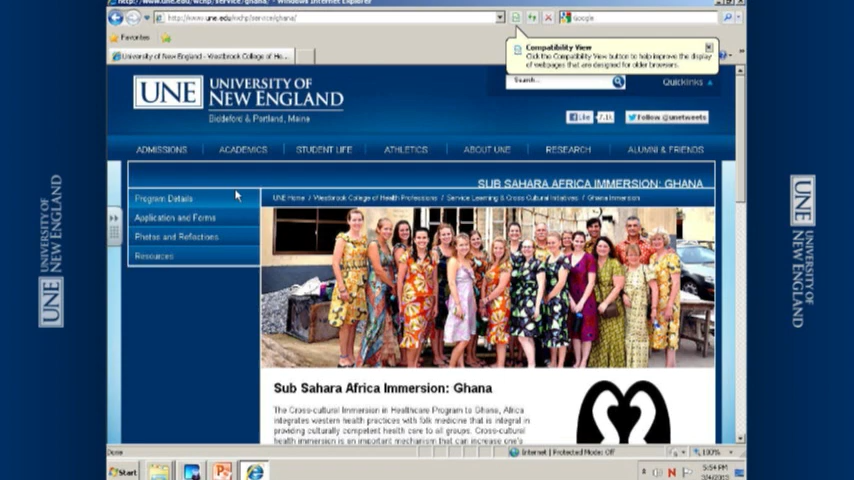 http://www.une.edu/wchp/service/ghana/ - Windows Internet Explorer
http://www.une.edu/wchp/service/ghana/
Google
Favorites
University of New England - Westbrook College of He...
Compatibility View
Click the Compatibility View button to help improve the display
of webpages that are designed for older browsers.
UNE UNIVERSITY OF
NEW ENGLAND
Biddeford & Portland, Maine
Search...
Quicklinks
Like 7.1k Follow @unetweets
ADMISSIONS ACADEMICS STUDENT LIFE ATHLETICS ABOUT UNE RESEARCH ALUMNI & FRIENDS
SUB SAHARA AFRICA IMMERSION: GHANA
UNE Home / Westbrook College of Health Professions / Service Learning & Cross Cultural Initiatives / Ghana Immersion
Program Details
Application and Forms
Photos and Reflections
Resources
Sub Sahara Africa Immersion: Ghana
The Cross-cultural Immersion in Healthcare Program to Ghana, Africa
integrates western health practices with folk medicine that is integral in
providing culturally competent health care to all groups. Cross-cultural
health immersion is an important mechanism that can increase one's
Done
Internet | Protected Mode: Off
100%
Start
5:54 PM
UNE UNIVERSITY OF
NEW ENGLAND
UNE UNIVERSITY OF
NEW ENGLAND